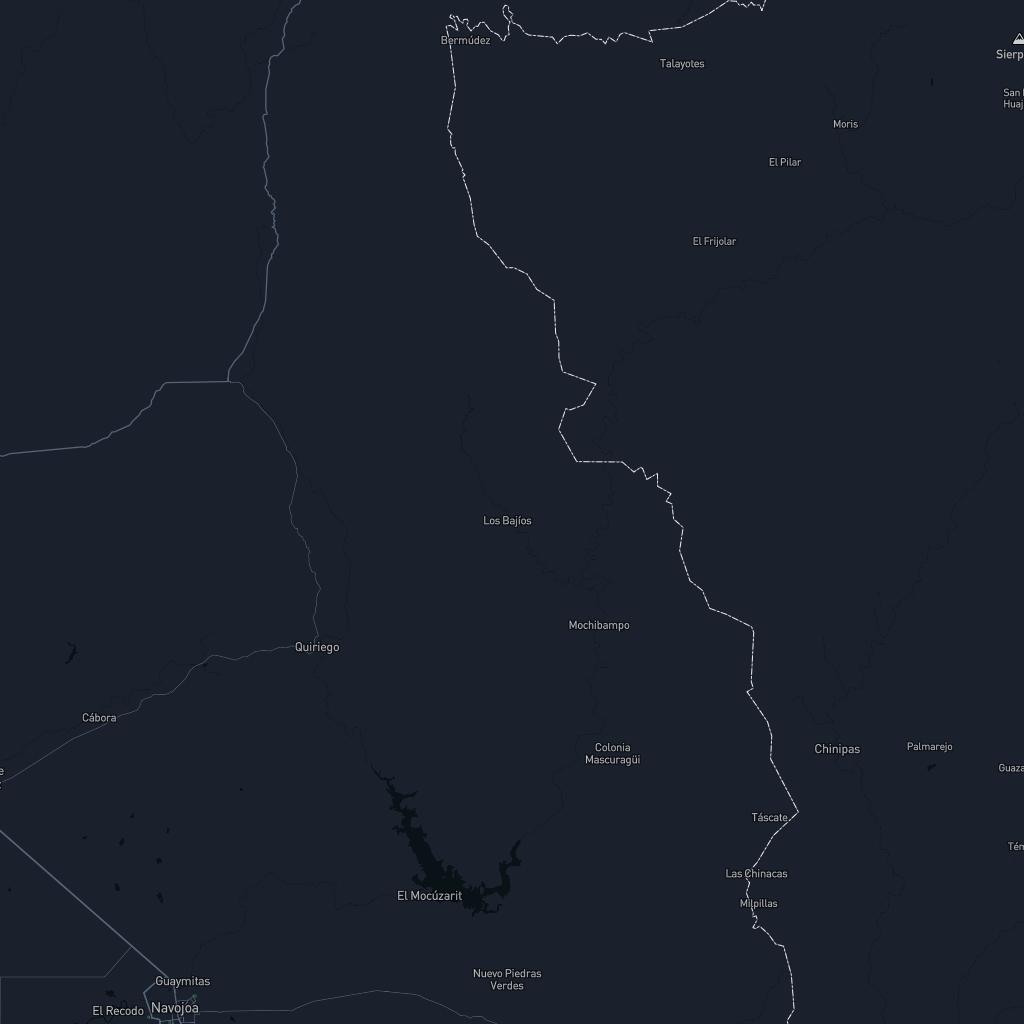 Bermúdez
Talayotes
Moris
El Pilar
El Frijolar
Los Bajíos
Mochibampo
Quiriego
Cábora
Colonia
Mascuragüi
Chinipas
Palmarejo
Táscate
Las Chinacas
El Mocúzarit
Milpillas
Nuevo Piedras
Verdes
Guaymitas
El Recodo
Navojoa